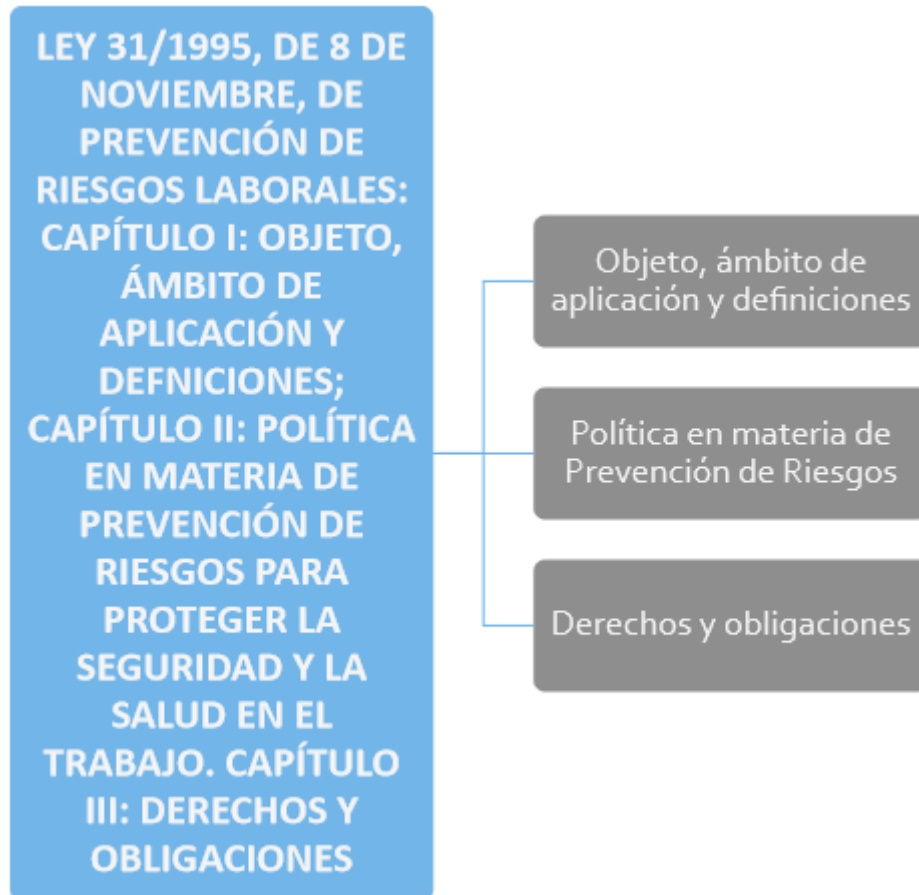 LEY 31/1995, DE 8 DE
NOVIEMBRE, DE
PREVENCIÓN DE
RIESGOS LABORALES:
CAPÍTULO I: OBJETO,
ÁMBITO DE
APLICACIÓN Y
DEFNICIONES;
CAPÍTULO II: POLÍTICA
EN MATERIA DE
PREVENCIÓN DE
RIESGOS PARA
PROTEGER LA
SEGURIDAD Y LA
SALUD EN EL
TRABAJO. CAPÍTULO
III: DERECHOS Y
OBLIGACIONES
Objeto, ámbito de
aplicación y definiciones
Política en materia de
Prevención de Riesgos
Derechos y obligaciones